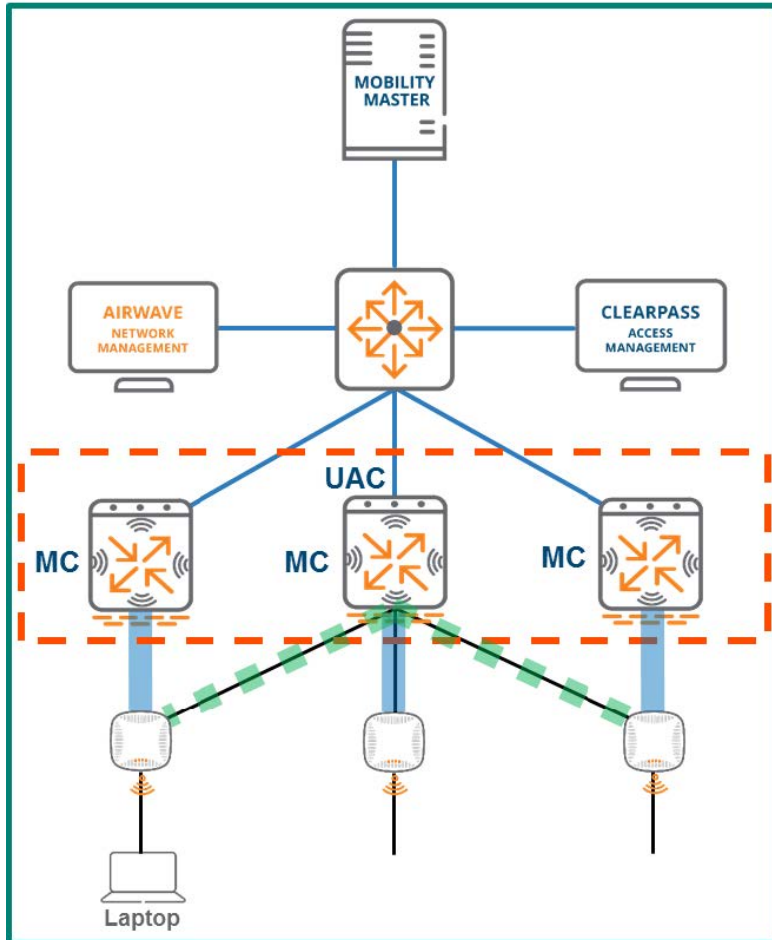 MOBILITY
MASTER
AIRWAVE
NETWORK
MANAGEMENT
CLEARPASS
ACCESS
MANAGEMENT
UAC
MC
MC
MC
Laptop